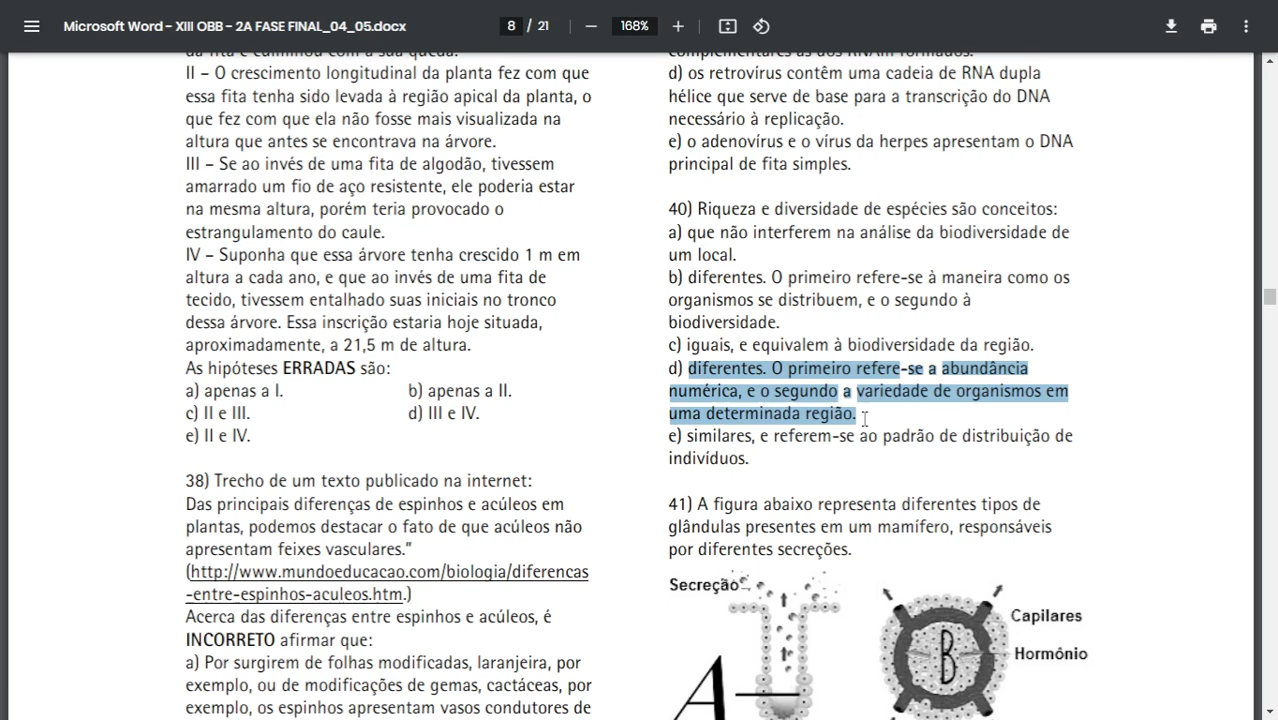 Microsoft Word - XIII OBB - 2A FASE FINAL_04_05.docx
8 / 21
168%
da fita e culminou com a sua queda.
II – O crescimento longitudinal da planta fez com que
essa fita tenha sido levada à região apical da planta, o
que fez com que ela não fosse mais visualizada na
altura que antes se encontrava na árvore.
III – Se ao invés de uma fita de algodão, tivessem
amarrado um fio de aço resistente, ele poderia estar
na mesma altura, porém teria provocado o
estrangulamento do caule.
IV – Suponha que essa árvore tenha crescido 1 m em
altura a cada ano, e que ao invés de uma fita de
tecido, tivessem entalhado suas iniciais no tronco
dessa árvore. Essa inscrição estaria hoje situada,
aproximadamente, a 21,5 m de altura.
As hipóteses ERRADAS são:
a) apenas a I. b) apenas a II.
c) II e III. d) III e IV.
e) II e IV.
38) Trecho de um texto publicado na internet:
Das principais diferenças de espinhos e acúleos em
plantas, podemos destacar o fato de que acúleos não
apresentam feixes vasculares.”
(http://www.mundoeducacao.com/biologia/diferencas
-entre-espinhos-aculeos.htm.)
Acerca das diferenças entre espinhos e acúleos, é
INCORRETO afirmar que:
a) Por surgirem de folhas modificadas, laranjeira, por
exemplo, ou de modificações de gemas, cactáceas, por
exemplo, os espinhos apresentam vasos condutores de
complementares às dos RNAm formados.
d) os retrovírus contêm uma cadeia de RNA dupla
hélice que serve de base para a transcrição do DNA
necessário à replicação.
e) o adenovírus e o vírus da herpes apresentam o DNA
principal de fita simples.
40) Riqueza e diversidade de espécies são conceitos:
a) que não interferem na análise da biodiversidade de
um local.
b) diferentes. O primeiro refere-se à maneira como os
organismos se distribuem, e o segundo à
biodiversidade.
c) iguais, e equivalem à biodiversidade da região.
d) diferentes. O primeiro refere-se a abundância
numérica, e o segundo a variedade de organismos em
uma determinada região.
e) similares, e referem-se ao padrão de distribuição de
indivíduos.
41) A figura abaixo representa diferentes tipos de
glândulas presentes em um mamífero, responsáveis
por diferentes secreções.
Secreção
Capilares
Hormônio
A
B